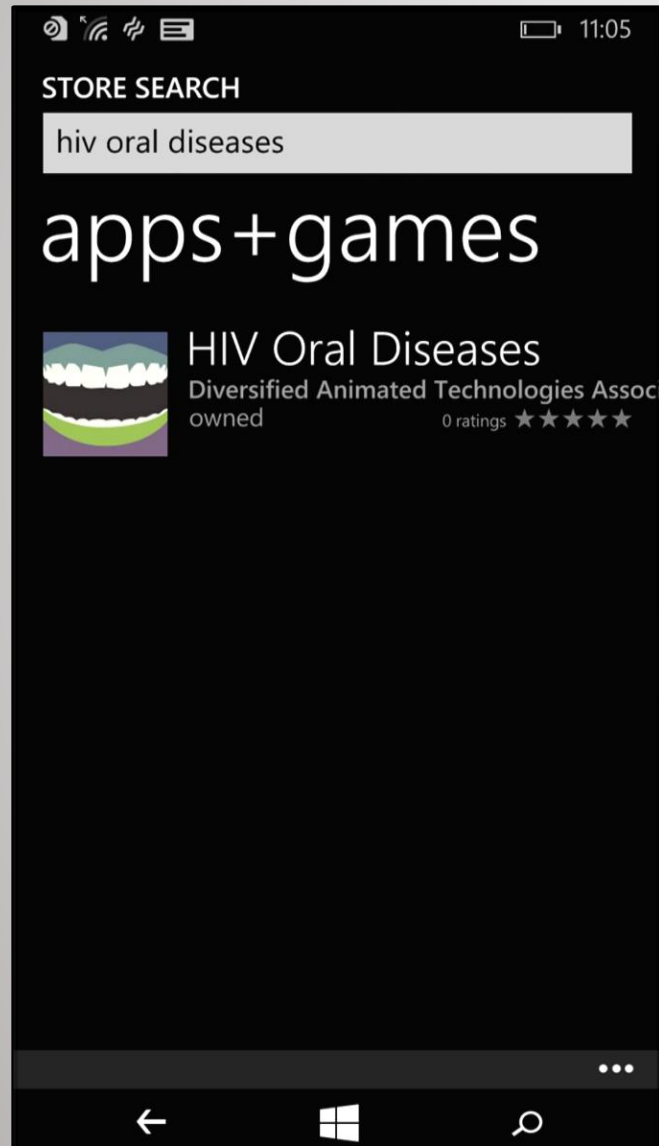 11:05
STORE SEARCH
hiv oral diseases
apps+games
HIV Oral Diseases
Diversified Animated Technologies Assoc
owned
0 ratings